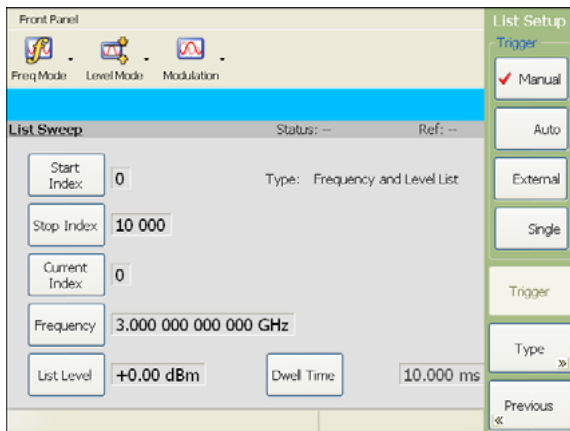 Front Panel
Freq Mode
Level Mode
Modulation
List Sweep
Status: --
Ref: --
Start Index
0
Type: Frequency and Level List
Stop Index
10 000
Current Index
0
Frequency
3.000 000 000 000 GHz
List Level
+0.00 dBm
Dwell Time
10.000 ms
List Setup
Trigger
Manual
Auto
External
Single
Trigger
Type
»
Previous
«